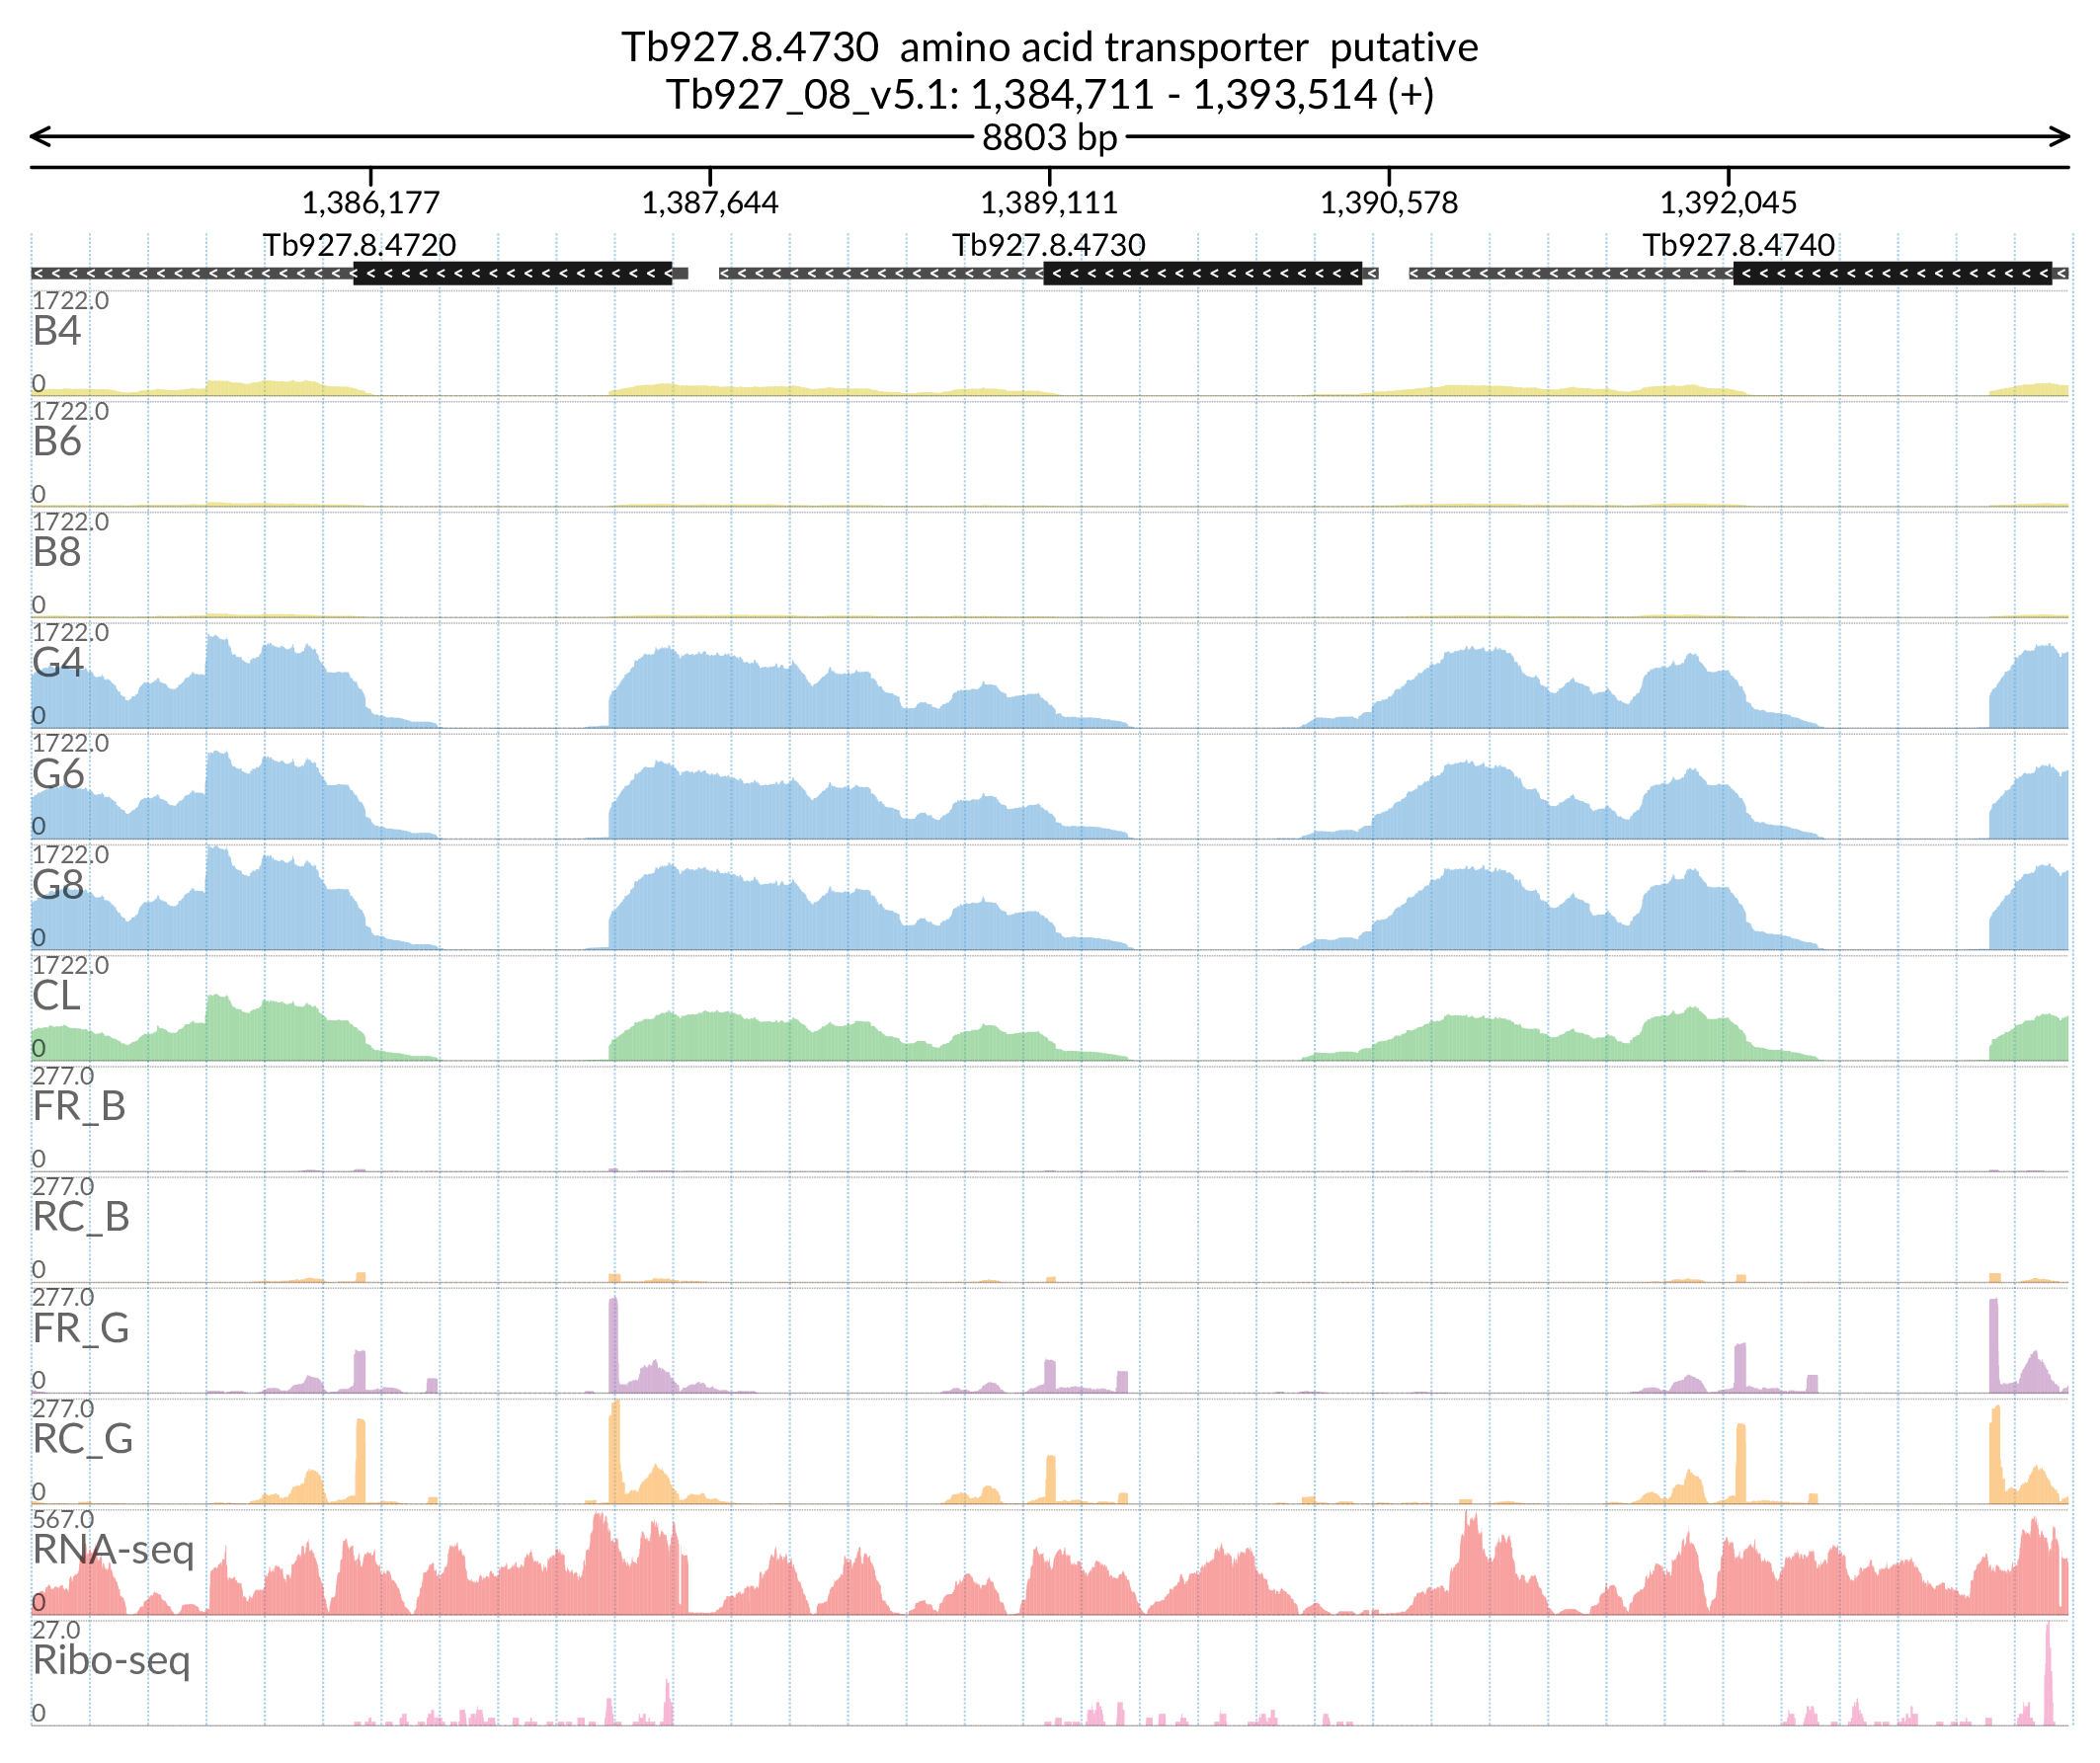 Tb927.8.4730 amino acid transporter putative
Tb927_08_v5.1: 1,384,711 - 1,393,514 (+)
8803 bp
1,386,177 1,387,644 1,389,111 1,390,578 1,392,045
Tb927.8.4720 Tb927.8.4730 Tb927.8.4740
1722.0
B4
0
1722.0
B6
0
1722.0
B8
0
1722.0
G4
0
1722.0
G6
0
1722.0
G8
0
1722.0
CL
0
277.0
FR_B
0
277.0
RC_B
0
277.0
FR_G
0
277.0
RC_G
0
567.0
RNA-seq
0
27.0
Ribo-seq
0